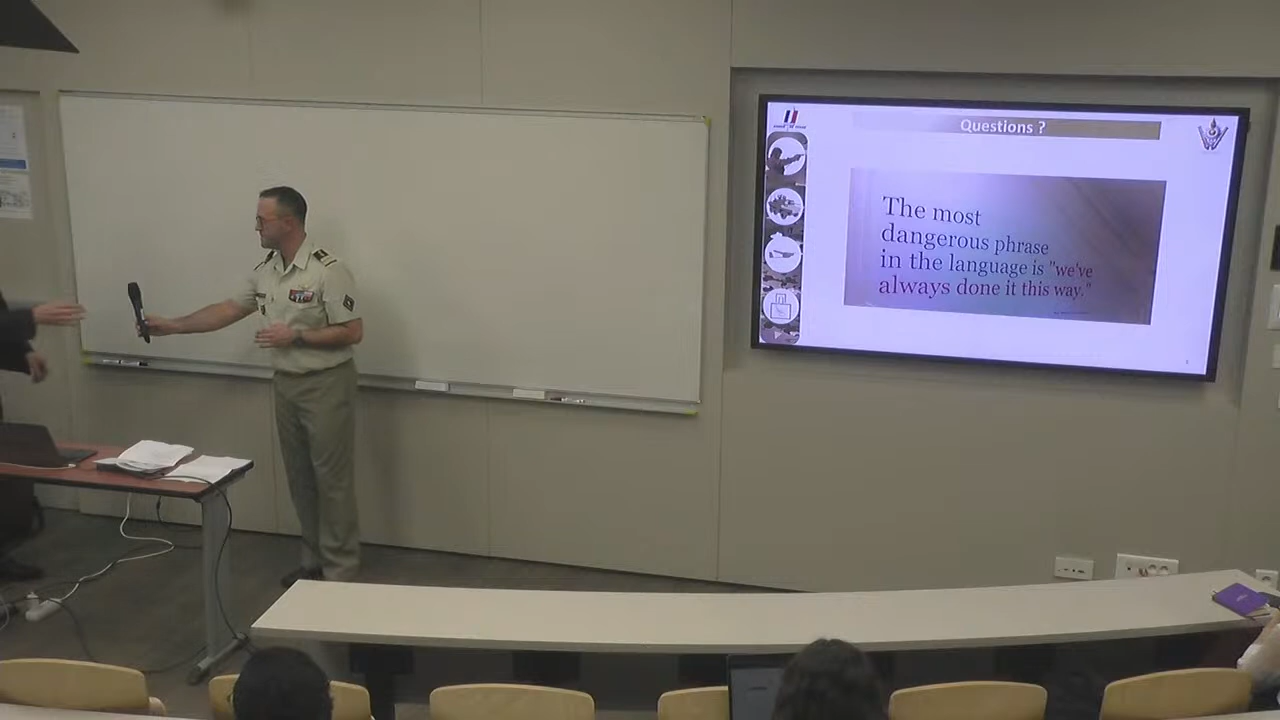 Questions ?
The most
dangerous phrase
in the language is "we've
always done it this way."